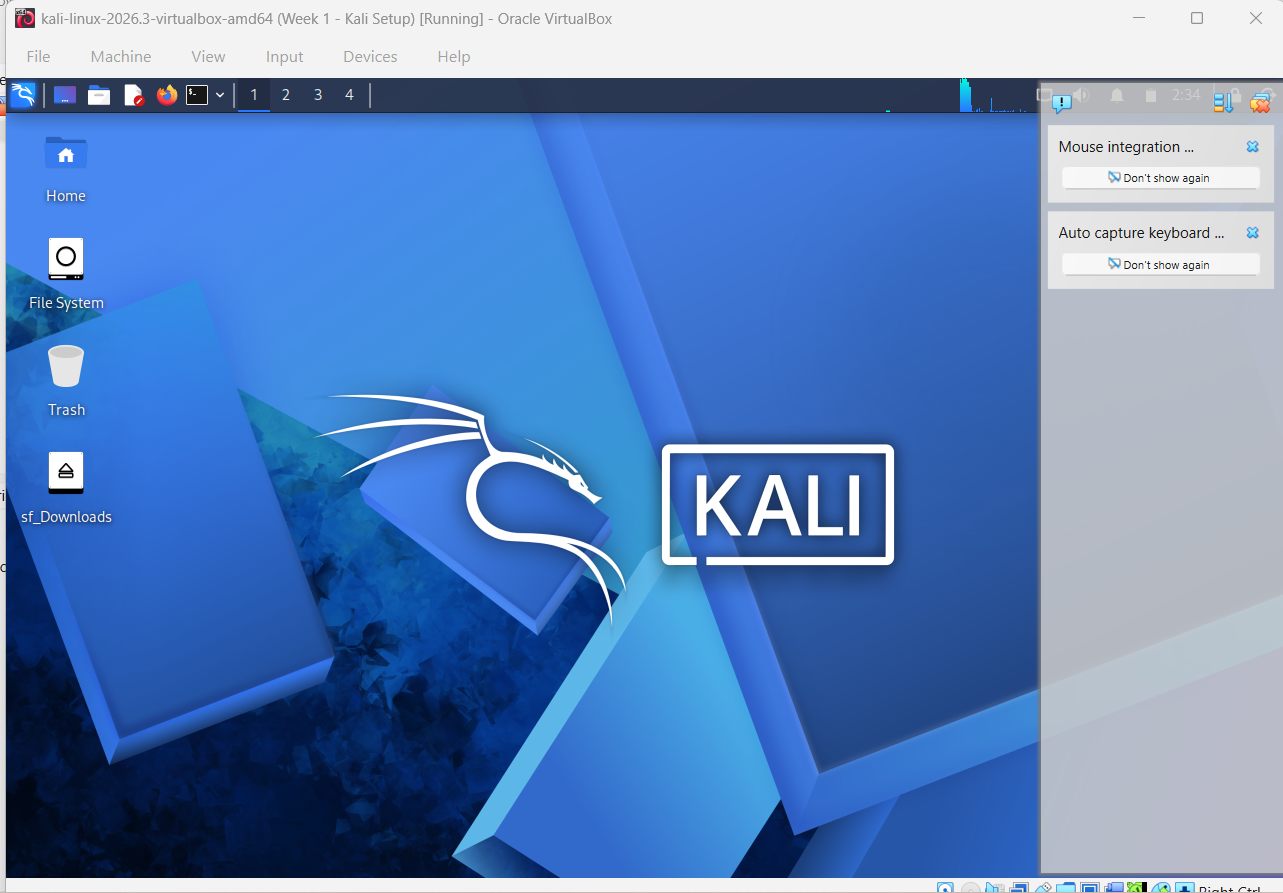 kali-linux-2026.3-virtualbox-amd64 (Week 1 - Kali Setup) [Running] - Oracle VirtualBox
File Machine View Input Devices Help
1 2 3 4 2:34
Mouse integration ...
Don't show again
Auto capture keyboard ...
Don't show again
Home
File System
Trash
sf_Downloads
KALI
Right Ctrl